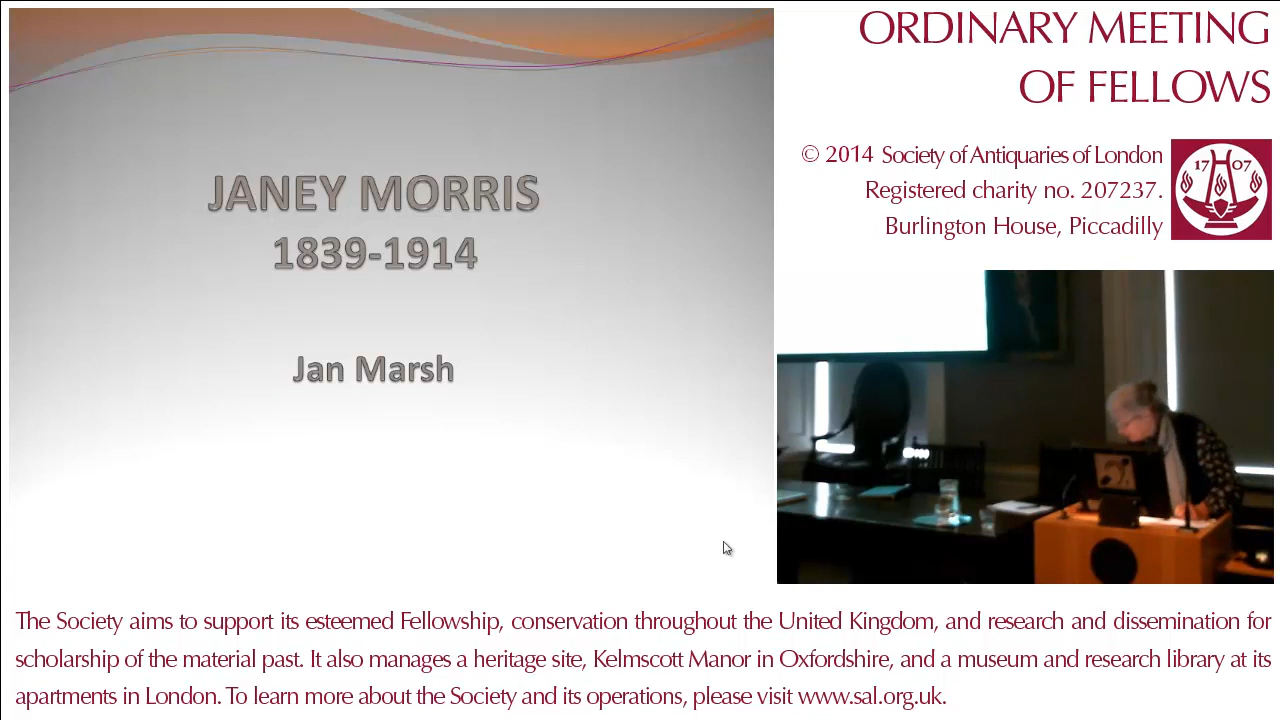 JANEY MORRIS
1839-1914
Jan Marsh
ORDINARY MEETING
OF FELLOWS
© 2014 Society of Antiquaries of London
Registered charity no. 207237.
Burlington House, Piccadilly
17 07
The Society aims to support its esteemed Fellowship, conservation throughout the United Kingdom, and research and dissemination for
scholarship of the material past. It also manages a heritage site, Kelmscott Manor in Oxfordshire, and a museum and research library at its
apartments in London. To learn more about the Society and its operations, please visit www.sal.org.uk.